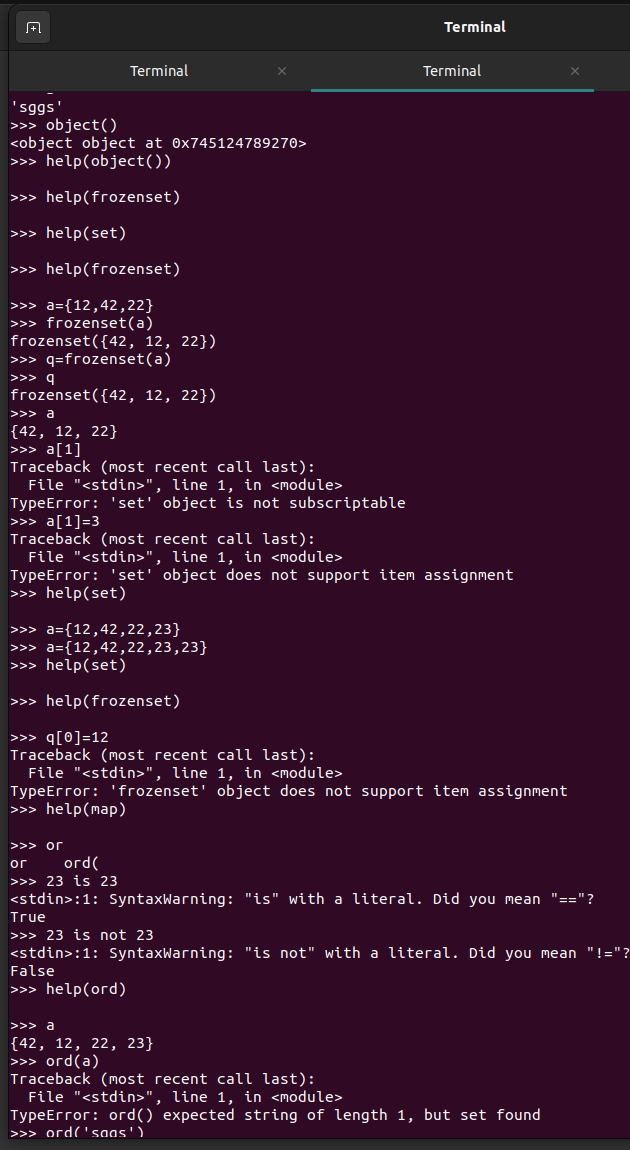 Terminal
Terminal × Terminal ×
'sggs'
>>> object()
<object object at 0x745124789270>
>>> help(object())
>>> help(frozenset)
>>> help(set)
>>> help(frozenset)
>>> a={12,42,22}
>>> frozenset(a)
frozenset({42, 12, 22})
>>> q=frozenset(a)
>>> q
frozenset({42, 12, 22})
>>> a
{42, 12, 22}
>>> a[1]
Traceback (most recent call last):
  File "<stdin>", line 1, in <module>
TypeError: 'set' object is not subscriptable
>>> a[1]=3
Traceback (most recent call last):
  File "<stdin>", line 1, in <module>
TypeError: 'set' object does not support item assignment
>>> help(set)
>>> a={12,42,22,23}
>>> a={12,42,22,23,23}
>>> help(set)
>>> help(frozenset)
>>> q[0]=12
Traceback (most recent call last):
  File "<stdin>", line 1, in <module>
TypeError: 'frozenset' object does not support item assignment
>>> help(map)
>>> or
or    ord(
>>> 23 is 23
<stdin>:1: SyntaxWarning: "is" with a literal. Did you mean "=="?
True
>>> 23 is not 23
<stdin>:1: SyntaxWarning: "is not" with a literal. Did you mean "!="?
False
>>> help(ord)
>>> a
{42, 12, 22, 23}
>>> ord(a)
Traceback (most recent call last):
  File "<stdin>", line 1, in <module>
TypeError: ord() expected string of length 1, but set found
>>> ord('sggs')